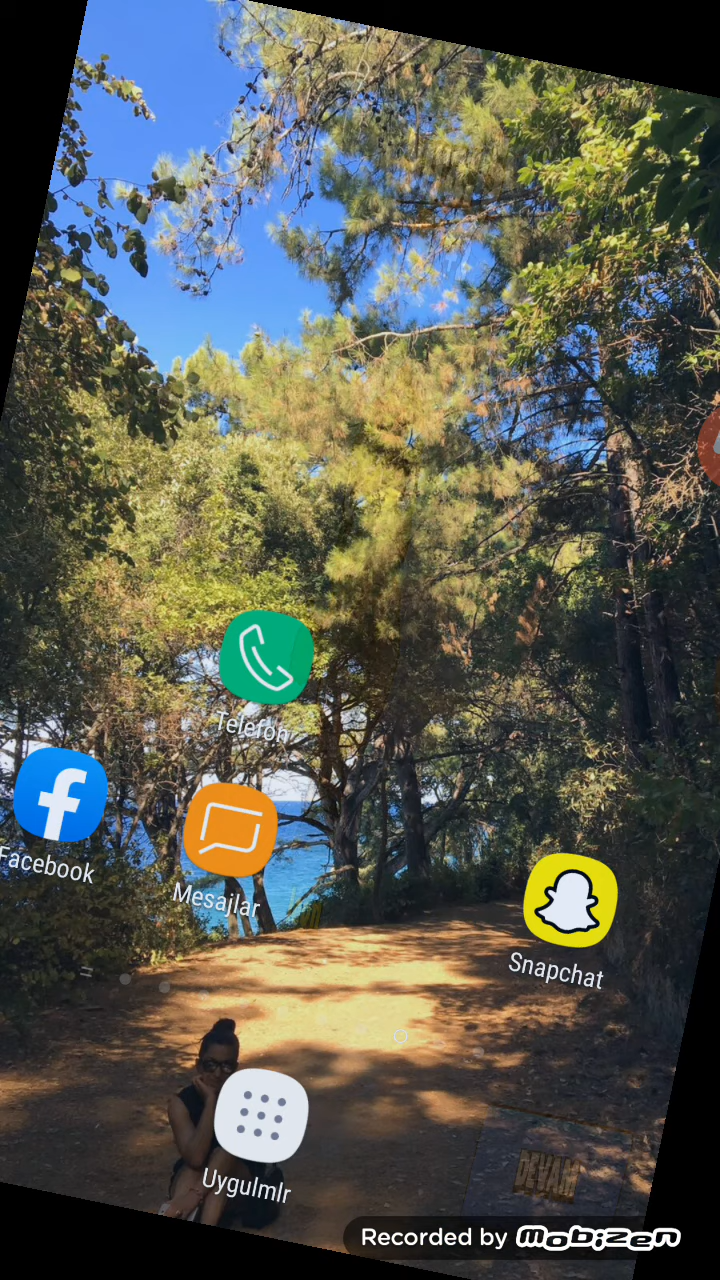 Telefon
Facebook
Mesajlar
Snapchat
Uygulmlr
DEVAM
Recorded by mobizen